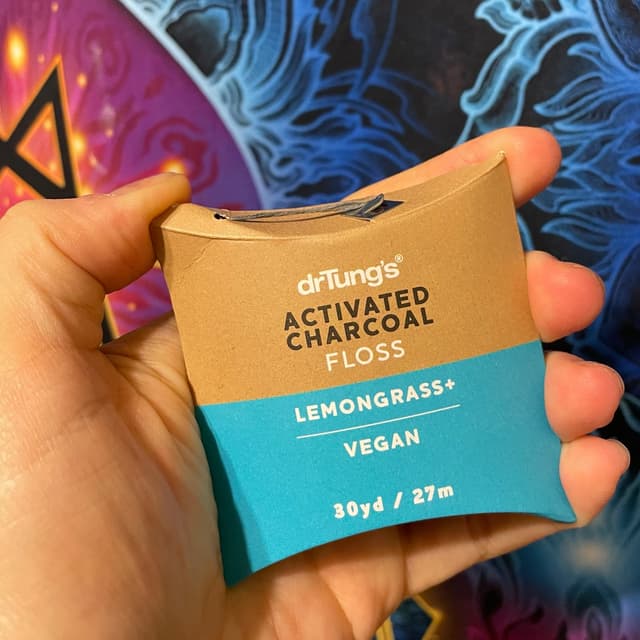 drTung's®
ACTIVATED
CHARCOAL
FLOSS
LEMONGRASS+
VEGAN
30yd / 27m